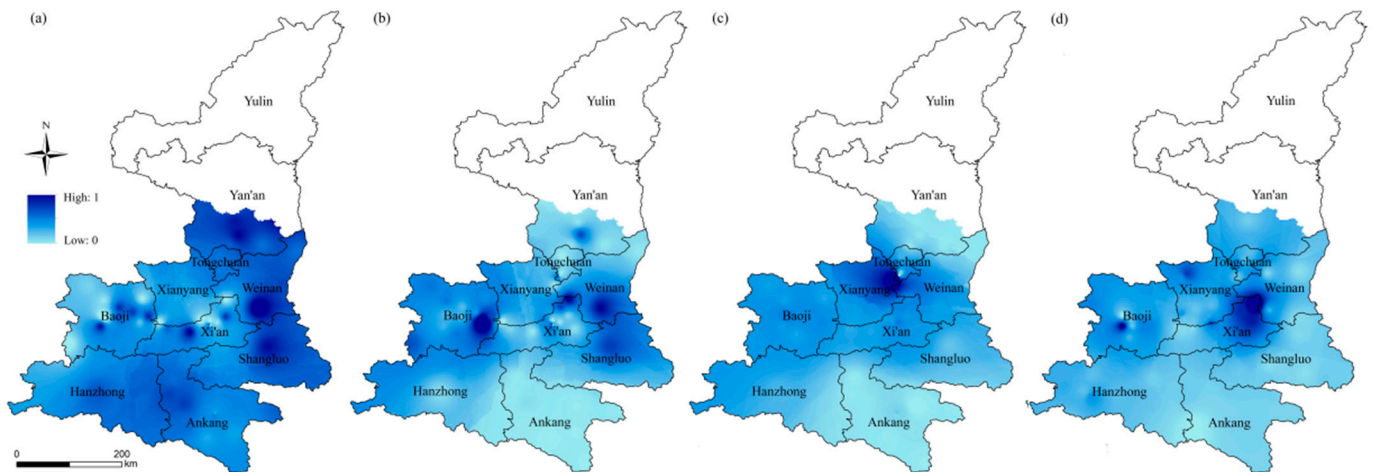 (a)
(b)
(c)
(d)
N
High: 1
Low: 0
Yulin
Yan'an
Tongchuan
Xianyang
Weinan
Baoji
Xi'an
Shangluo
Hanzhong
Ankang
0 200
km
Yulin
Yan'an
Tongchuan
Xianyang
Weinan
Baoji
Xi'an
Shangluo
Hanzhong
Ankang
Yulin
Yan'an
Tongchuan
Xianyang
Weinan
Baoji
Xi'an
Shangluo
Hanzhong
Ankang
Yulin
Yan'an
Tongchuan
Xianyang
Weinan
Baoji
Xi'an
Shangluo
Hanzhong
Ankang